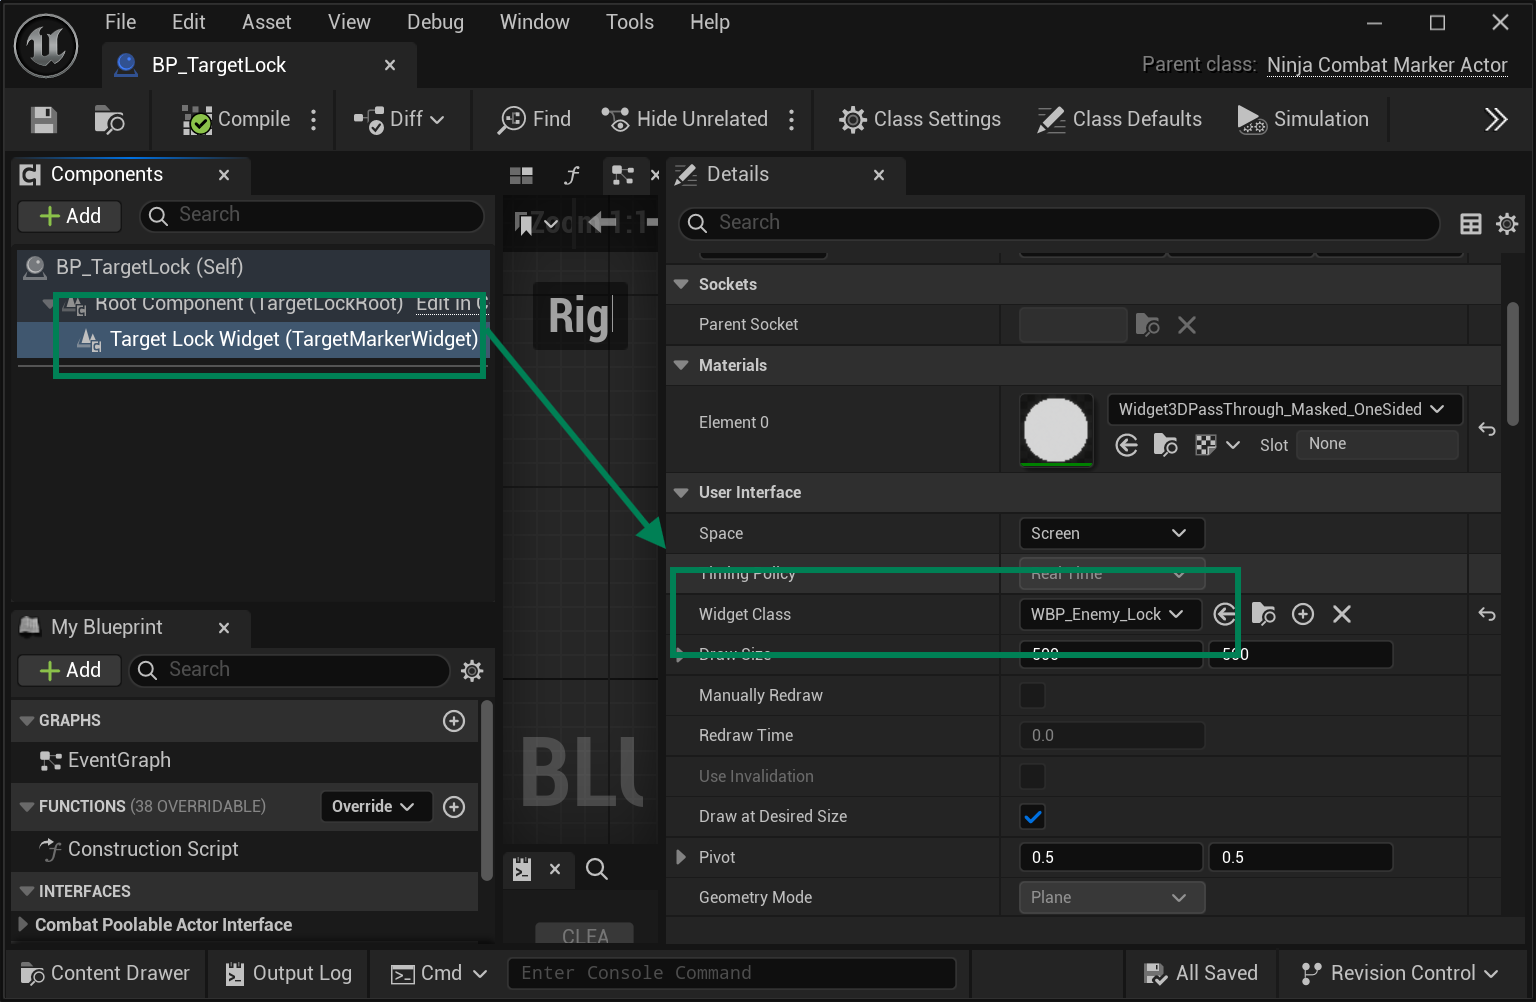 File Edit Asset View Debug Window Tools Help
BP_TargetLock
Parent class: Ninja Combat Marker Actor
Compile Diff Find Hide Unrelated Class Settings Class Defaults Simulation
Components
Add Search
BP_TargetLock (Self)
Root Component (TargetLockRoot) Edit in C
Target Lock Widget (TargetMarkerWidget)
My Blueprint
Add Search
GRAPHS
EventGraph
FUNCTIONS (38 OVERRIDABLE) Override
Construction Script
INTERFACES
Combat Poolable Actor Interface
Zoom 1:1
Rig
BLU
CLEA
Details
Search
Sockets
Parent Socket
Materials
Element 0 Widget3DPassThrough_Masked_OneSided
Slot None
User Interface
Space Screen
Timing Policy Real Time
Widget Class WBP_Enemy_Lock
Draw Size 500 500
Manually Redraw
Redraw Time 0.0
Use Invalidation
Draw at Desired Size
Pivot 0.5 0.5
Geometry Mode Plane
Content Drawer Output Log Cmd Enter Console Command All Saved Revision Control